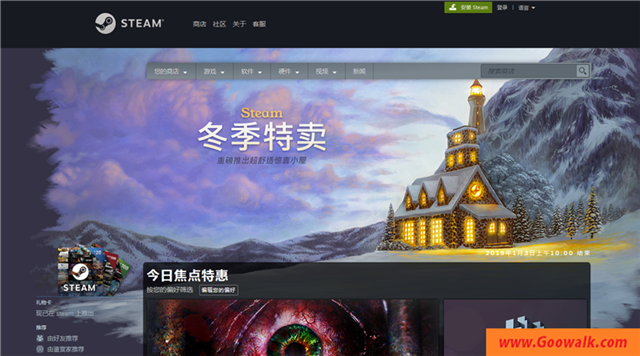 安装 Steam 登录 | 语言
STEAM®
商店 社区 关于 客服
您的商店 游戏 软件 硬件 视频 新闻 搜索商店
Steam
冬季特卖
重磅推出超舒适惊喜小屋
2019年1月3日上午10:00 结束
STEAM
今日焦点特惠
按您的偏好筛选 编辑您的偏好
礼物卡
现已在 steam 上推出
推荐
由好友推荐
由鉴赏家推荐
www.Goowalk.com